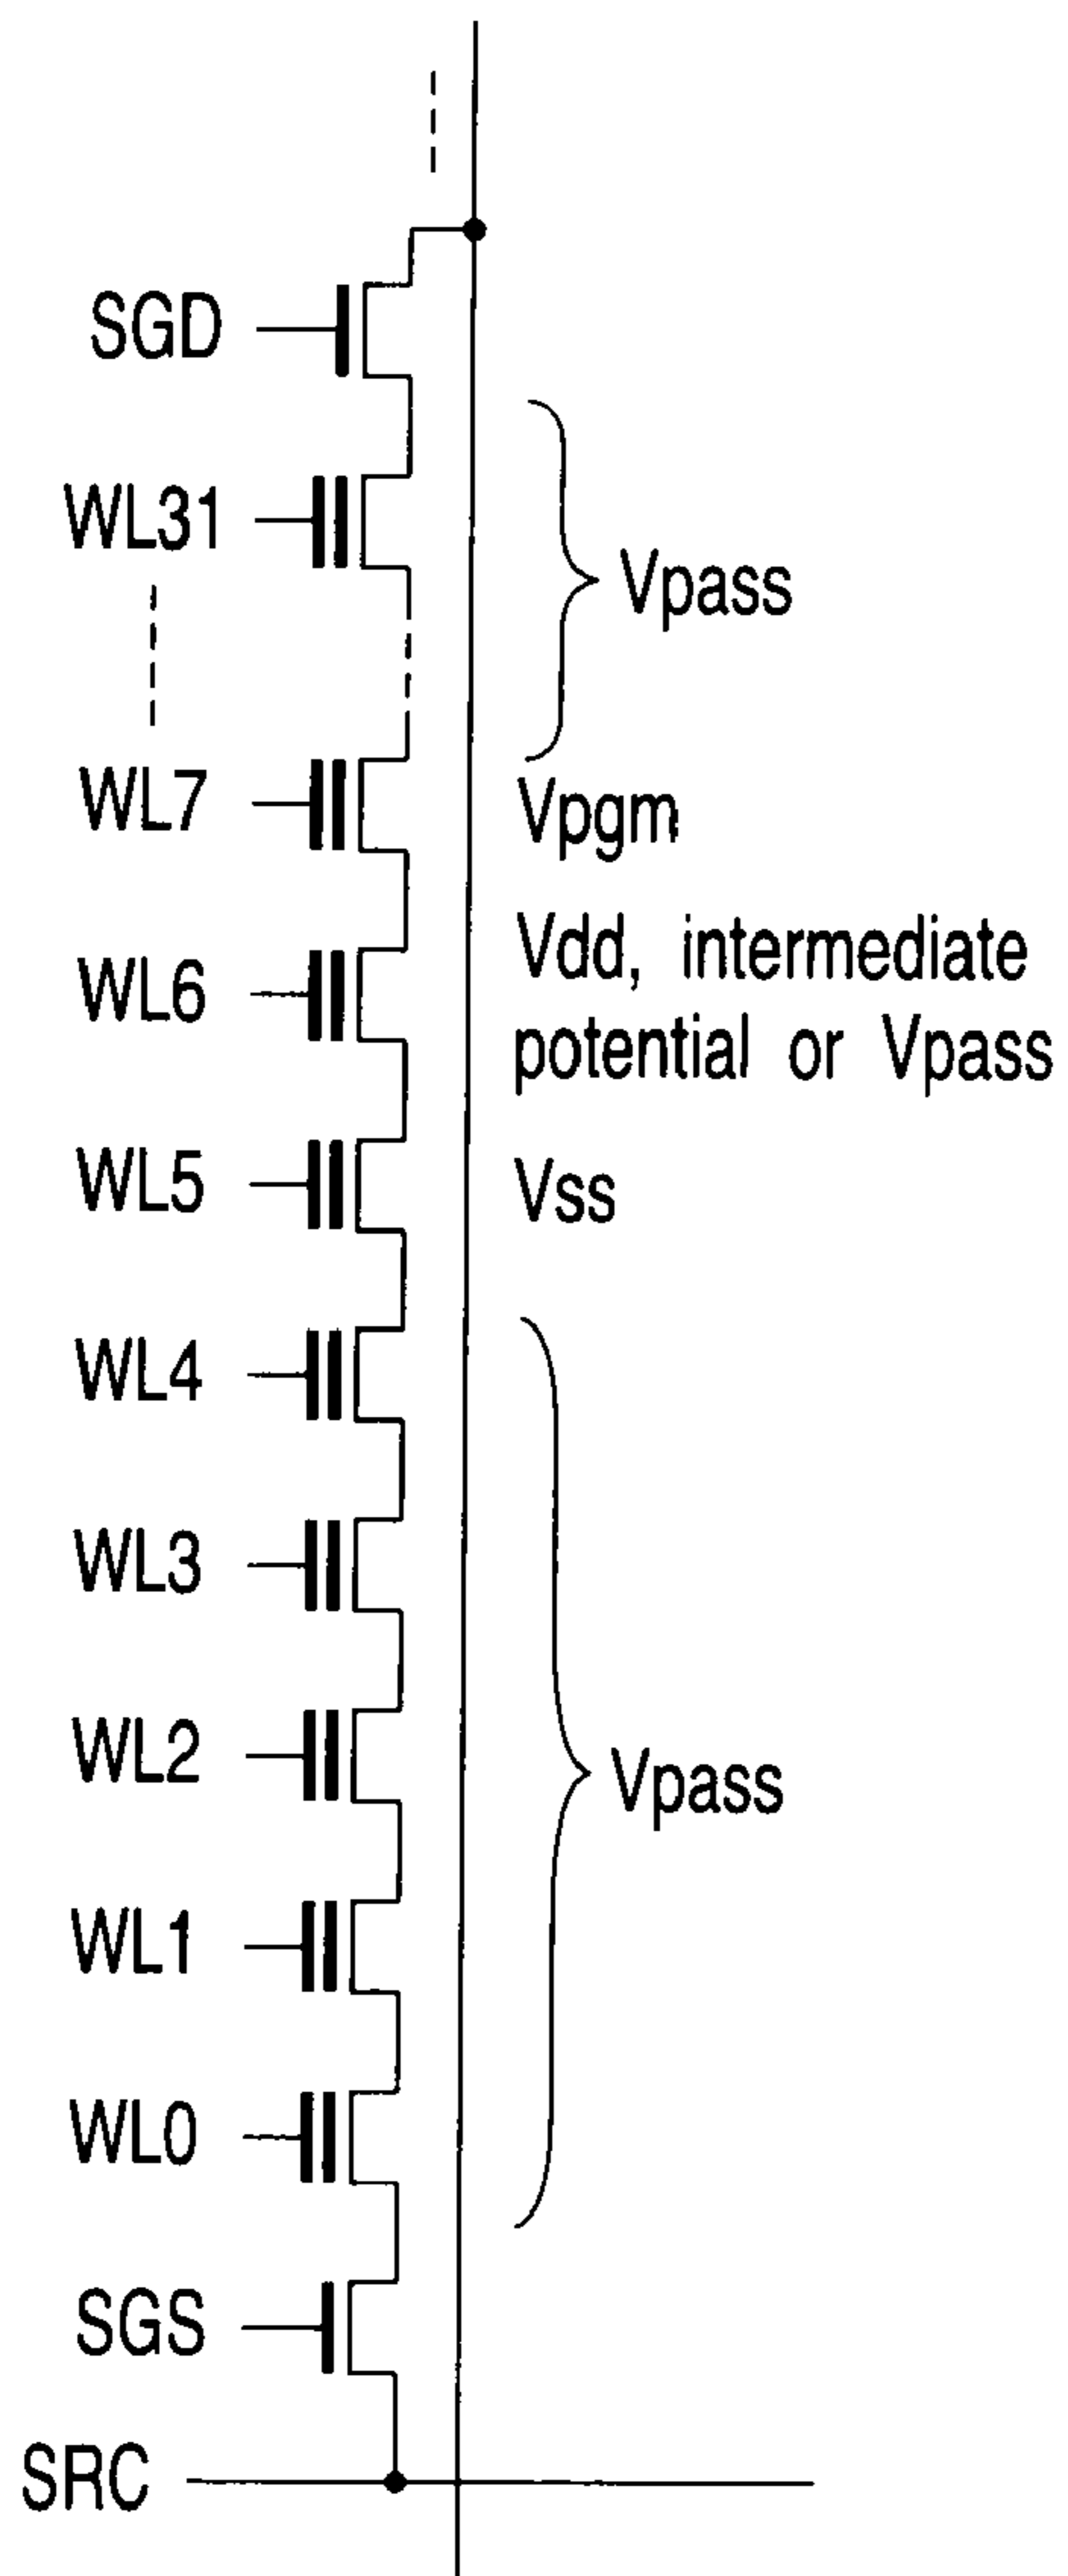 SGD
WL31
Vpass
WL7
Vpgm
WL6
Vdd, intermediate
potential or Vpass
WL5
Vss
WL4
WL3
WL2
Vpass
WL1
WL0
SGS
SRC